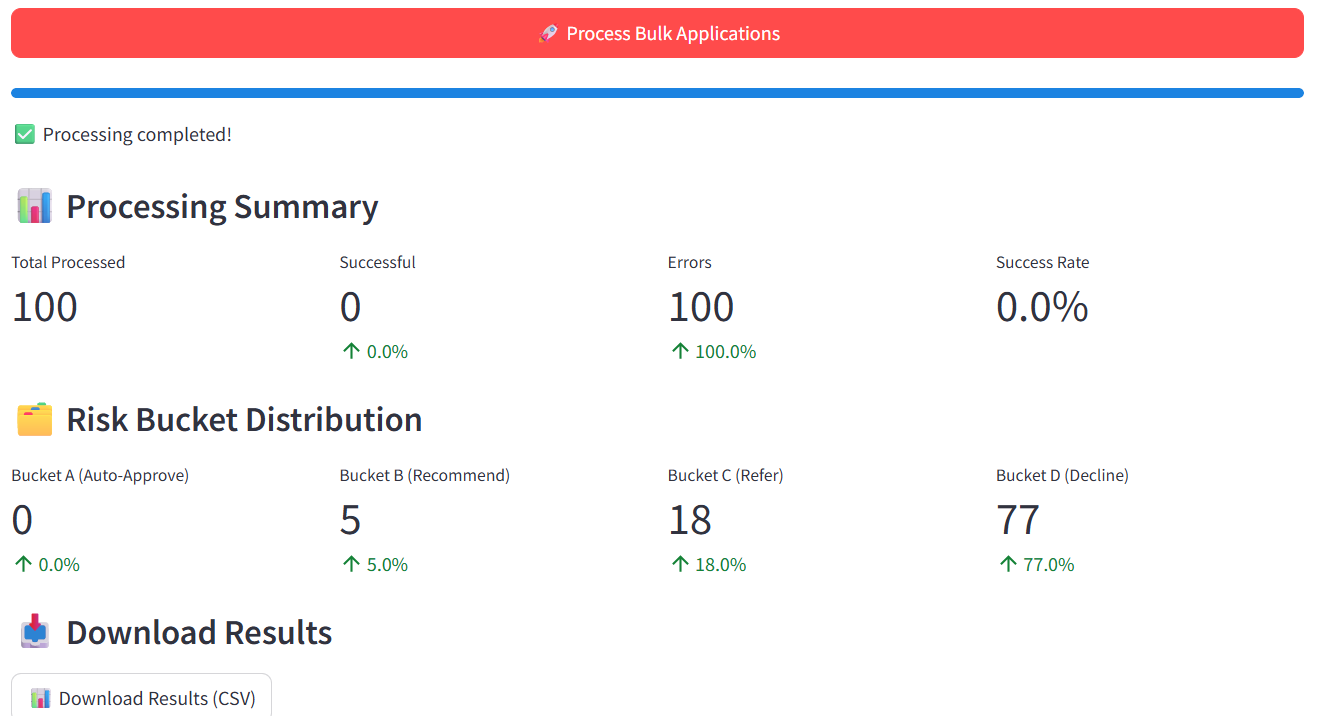 🚀 Process Bulk Applications
✅ Processing completed!
📊 Processing Summary
Total Processed Successful Errors Success Rate
100 0 100 0.0%
↑ 0.0% ↑ 100.0%
🗂️ Risk Bucket Distribution
Bucket A (Auto-Approve) Bucket B (Recommend) Bucket C (Refer) Bucket D (Decline)
0 5 18 77
↑ 0.0% ↑ 5.0% ↑ 18.0% ↑ 77.0%
📥 Download Results
📊 Download Results (CSV)